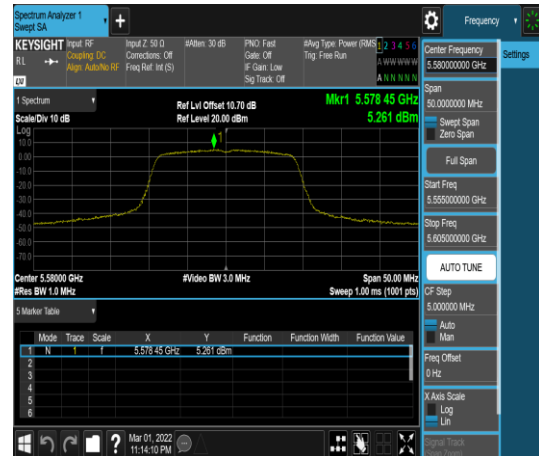 Spectrum Analyzer 1
Swept SA
+
Frequency
KEYSIGHT
Input: RF
Input Z: 50 Ω
#Atten: 30 dB
PNO: Fast
#Avg Type: Power (RMS
1 2 3 4 5 6
R L
Coupling: DC
Corrections: Off
Gate: Off
Trig: Free Run
A WW WW W
Align: Auto/No RF
Freq Ref: Int (S)
IF Gain: Low
Sig Track: Off
A N N N N N
LXI
1 Spectrum
Ref Lvl Offset 10.70 dB
Mkr1 5.578 45 GHz
Scale/Div 10 dB
Ref Level 20.00 dBm
5.261 dBm
Log
1
10.0
0.00
-10.0
-20.0
-30.0
-40.0
-50.0
-60.0
-70.0
Center 5.58000 GHz
#Video BW 3.0 MHz
Span 50.00 MHz
#Res BW 1.0 MHz
Sweep 1.00 ms (1001 pts)
5 Marker Table
Mode Trace Scale X Y Function Function Width Function Value
1 N 1 f 5.578 45 GHz 5.261 dBm
2
3
4
5
6
Mar 01, 2022
11:14:10 PM
?
Center Frequency
5.580000000 GHz
Settings
Span
50.0000000 MHz
Swept Span
Zero Span
Full Span
Start Freq
5.555000000 GHz
Stop Freq
5.605000000 GHz
AUTO TUNE
CF Step
5.000000 MHz
Auto
Man
Freq Offset
0 Hz
X Axis Scale
Log
Lin
Signal Track
(Span Zoom)